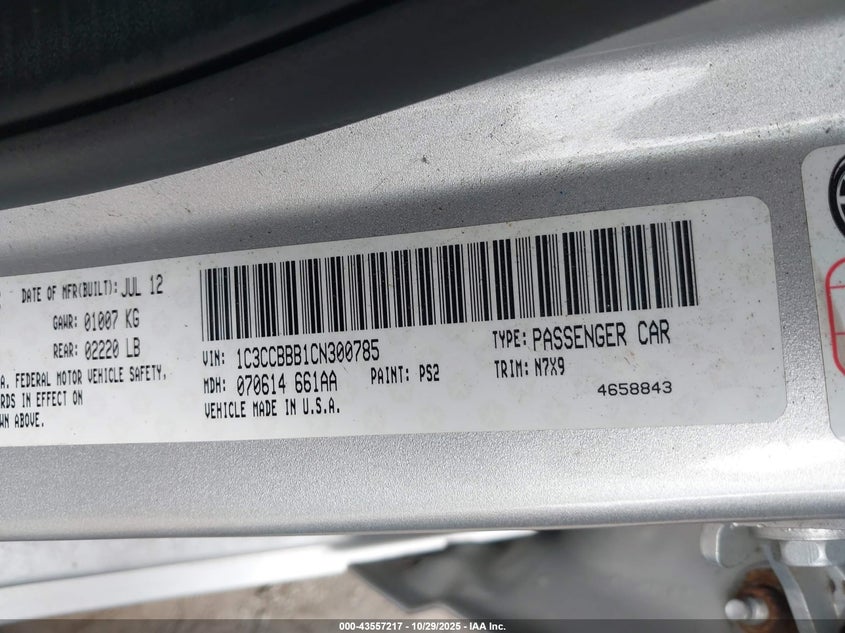 DATE OF MFR(BUILT): JUL 12
GAWR: 01007 KG
REAR: 02220 LB
A. FEDERAL MOTOR VEHICLE SAFETY,
RDS IN EFFECT ON
WN ABOVE.
VIN: 1C3CCBBB1CN300785
TYPE: PASSENGER CAR
MDH: 070614 661AA
PAINT: PS2
TRIM: N7X9
VEHICLE MADE IN U.S.A.
4658843
000-43557217 - 10/29/2025 - IAA Inc.